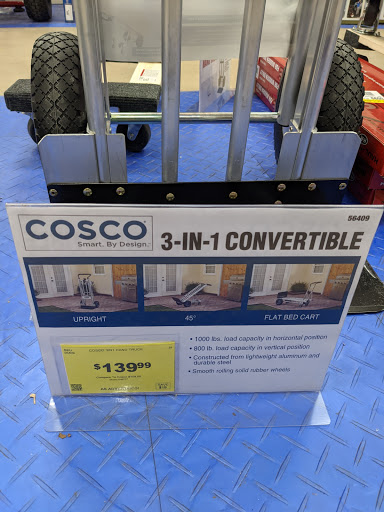 56409
COSCO
Smart. By Design.
3-IN-1 CONVERTIBLE
UPRIGHT
45°
FLAT BED CART
• 1000 lbs. load capacity in horizontal position
• 800 lb. load capacity in vertical position
• Constructed from lightweight aluminum and
durable steel
• Smooth rolling solid rubber wheels
$139.99